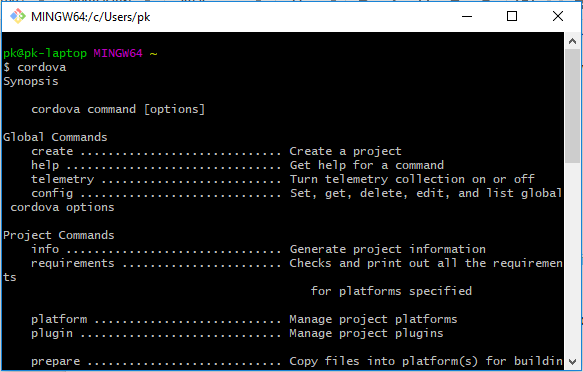 MINGW64:/c/Users/pk
pk@pk-laptop MINGW64 ~
$ cordova
Synopsis
cordova command [options]
Global Commands
create ............................. Create a project
help ............................... Get help for a command
telemetry .......................... Turn telemetry collection on or off
config ............................. Set, get, delete, edit, and list global
cordova options
Project Commands
info ............................... Generate project information
requirements ....................... Checks and print out all the requiremen
ts
for platforms specified
platform ........................... Manage project platforms
plugin ............................. Manage project plugins
prepare ............................ Copy files into platform(s) for buildin